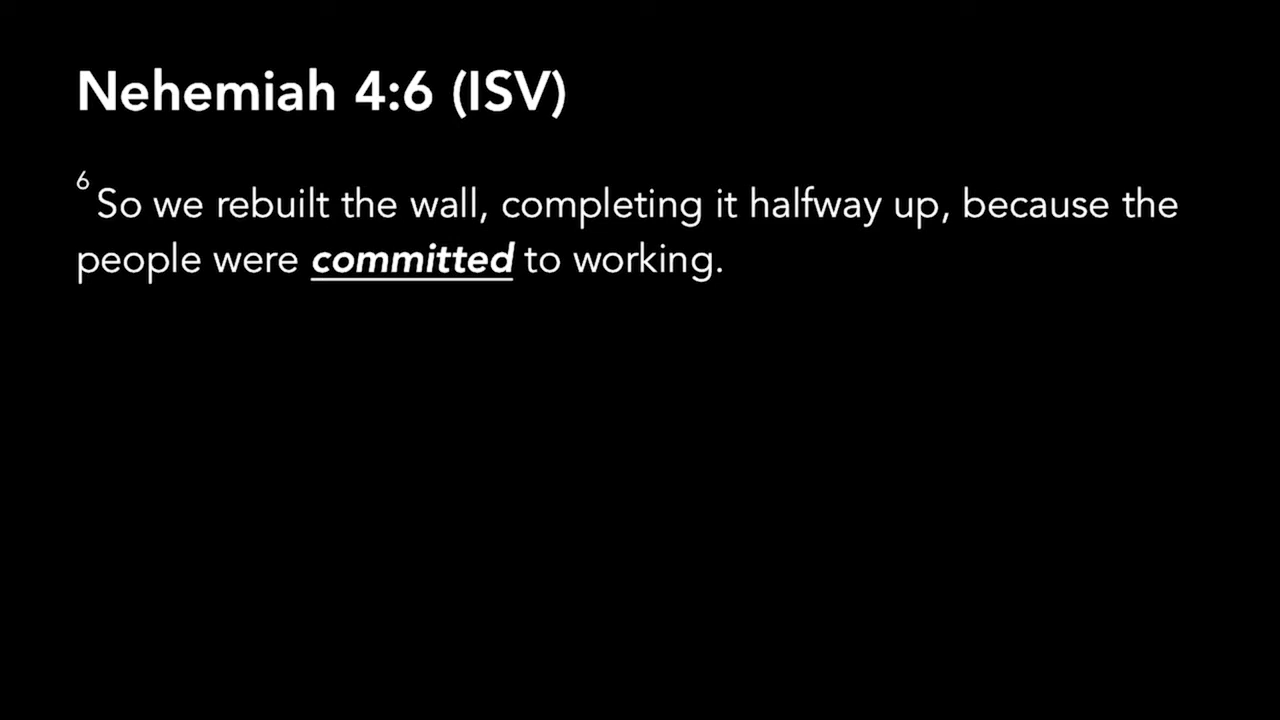 Nehemiah 4:6 (ISV)
6 So we rebuilt the wall, completing it halfway up, because the
people were committed to working.